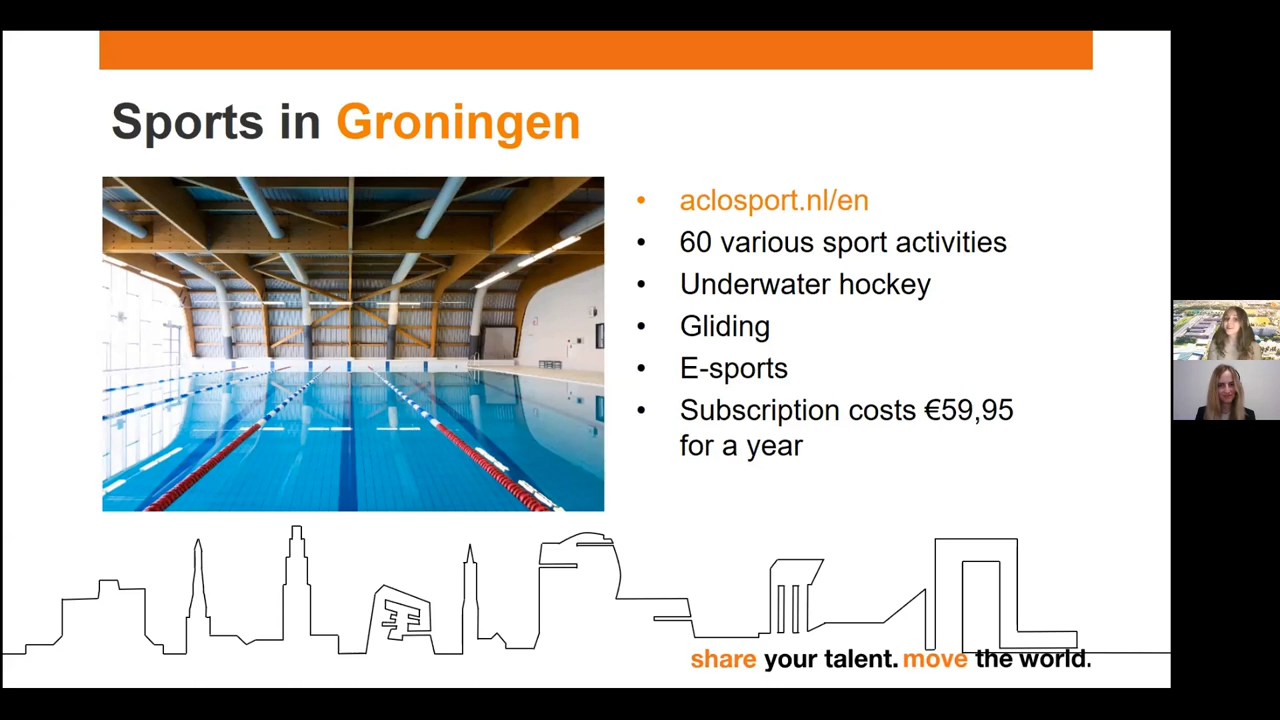 Sports in Groningen
aclosport.nl/en
60 various sport activities
Underwater hockey
Gliding
E-sports
Subscription costs €59,95
for a year
share your talent. move the world.